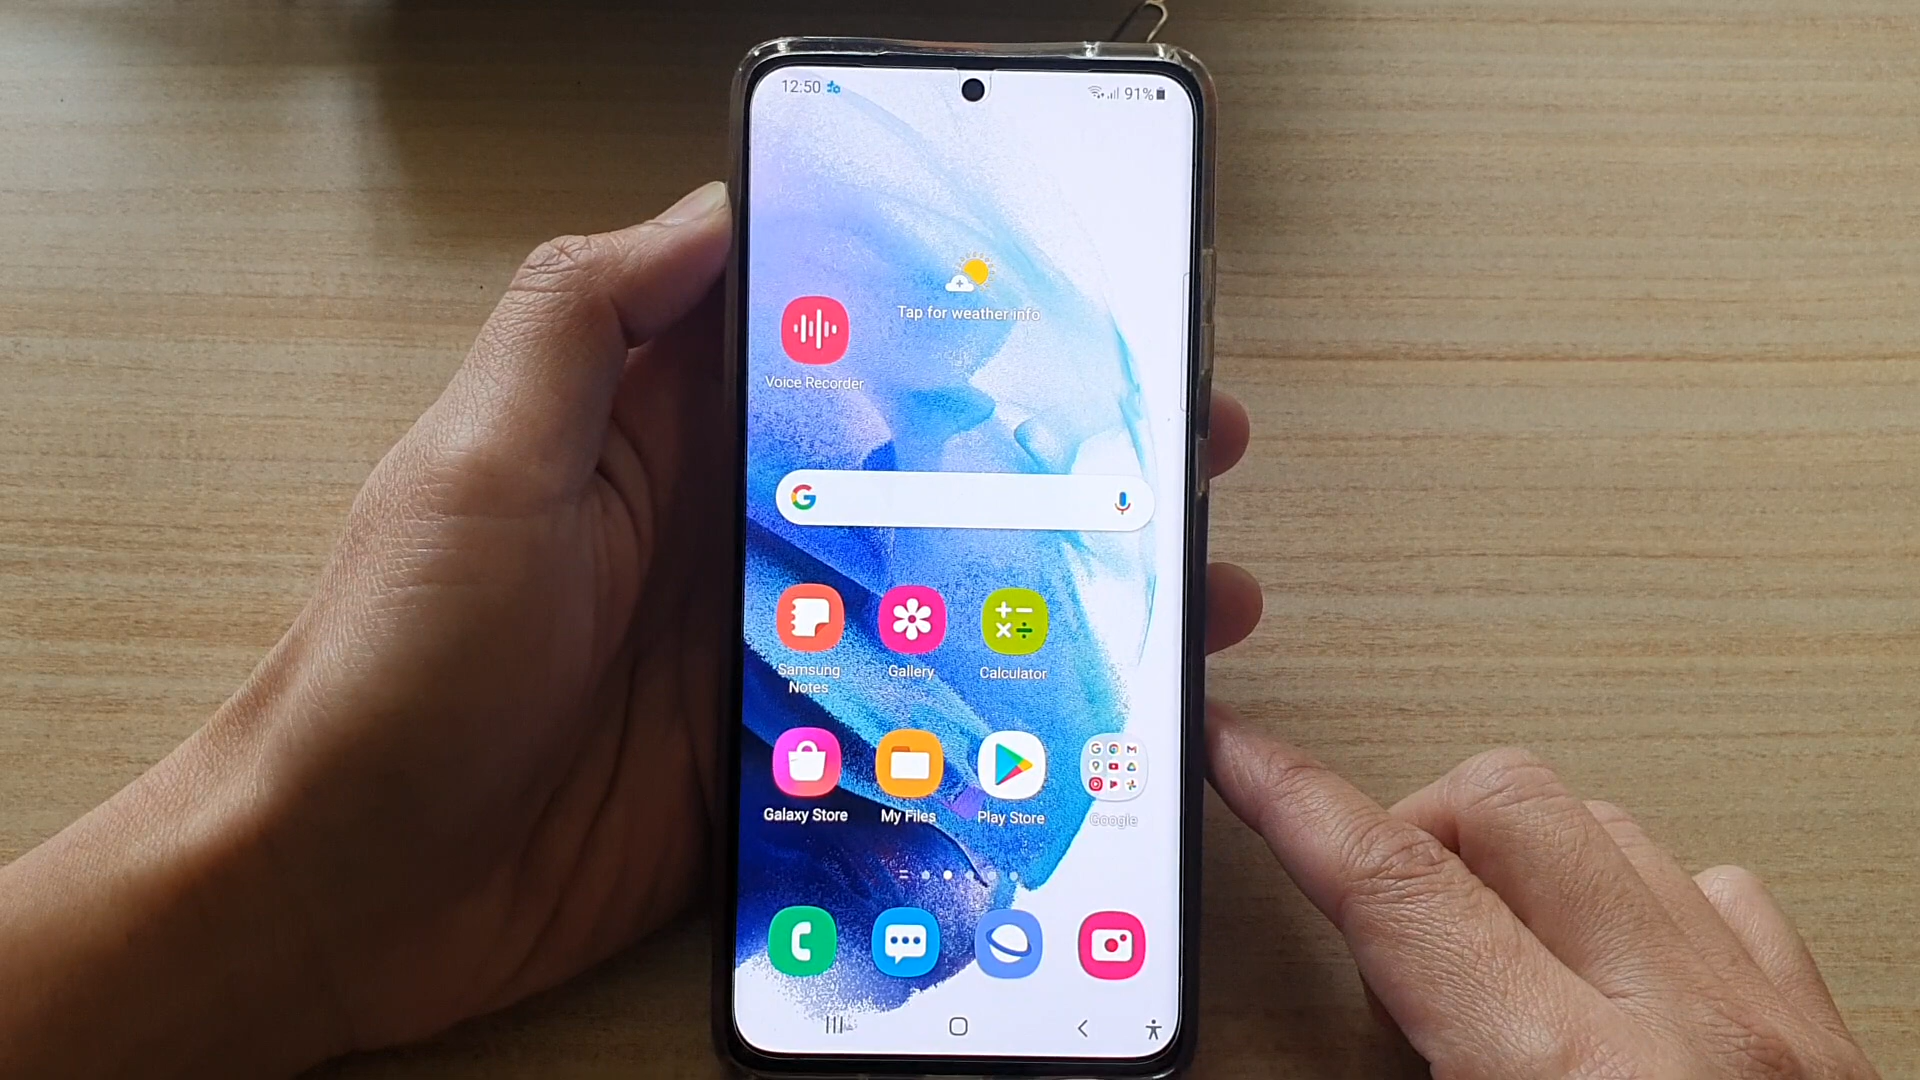 12:50
91%
Tap for weather info
Voice Recorder
Samsung
Notes
Gallery
Calculator
Galaxy Store
My Files
Play Store
Google